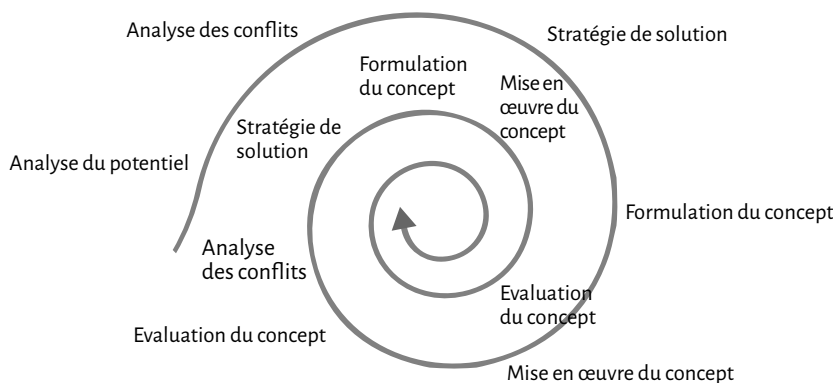 Analyse des conflits
Stratégie de solution
Formulation
du concept
Mise en
œuvre du
concept
Stratégie de
solution
Analyse du potentiel
Formulation du concept
Analyse
des conflits
Evaluation
du concept
Evaluation du concept
Mise en œuvre du concept